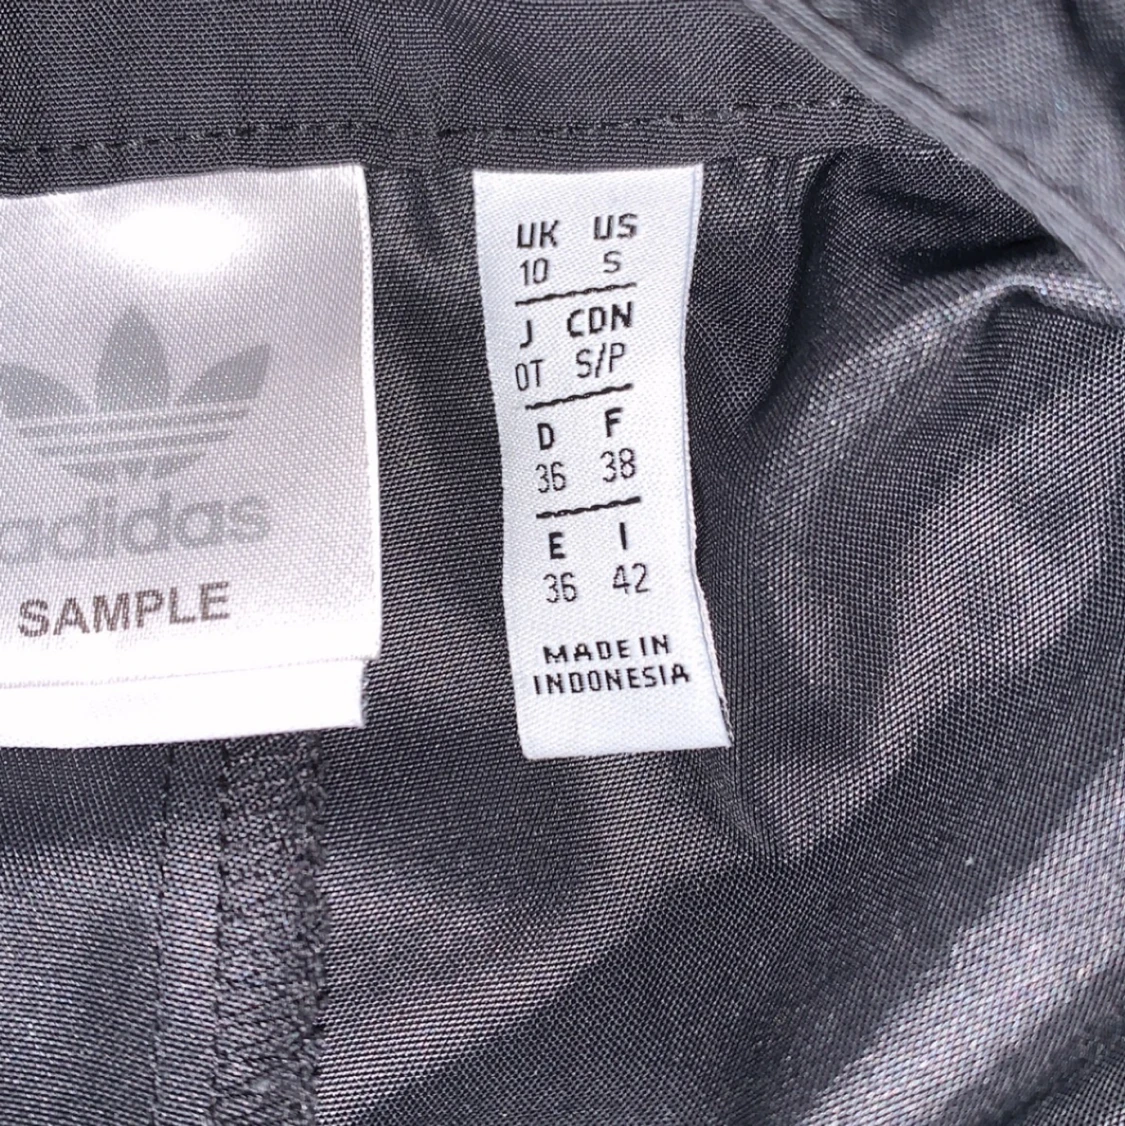 adidas
SAMPLE
UK US
10 S
J CDN
OT S/P
D F
36 38
E I
36 42
MADE IN
INDONESIA